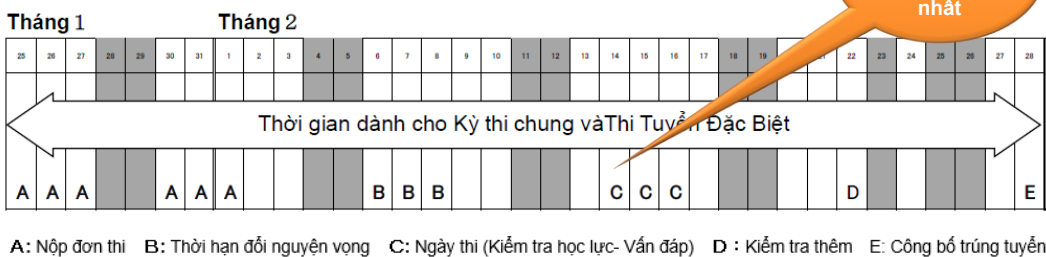 nhất
Tháng 1 Tháng 2
25 26 27 28 29 30 31 1 2 3 4 5 6 7 8 9 10 11 12 13 14 15 16 17 18 19 21 22 23 24 25 26 27 28
Thời gian dành cho Kỳ thi chung vàThi Tuyển Đặc Biệt
A A A A A A B B B C C C D E
A: Nộp đơn thi B: Thời hạn đổi nguyện vọng C: Ngày thi (Kiểm tra học lực- Vấn đáp) D : Kiểm tra thêm E: Công bố trúng tuyển